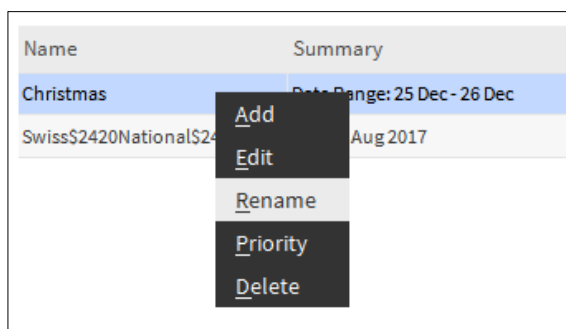 Name Summary
Christmas Date Range: 25 Dec - 26 Dec
Add
Swiss$2420National$24 Aug 2017
Edit
Rename
Priority
Delete